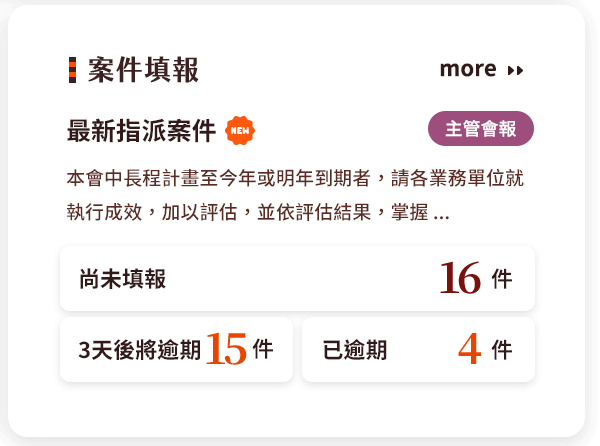 案件填報
more
最新指派案件 NEW
主管會報
本會中長程計畫至今年或明年到期者，請各業務單位就
執行成效，加以評估，並依評估結果，掌握 ...
尚未填報 16 件
3天後將逾期 15 件
已逾期 4 件